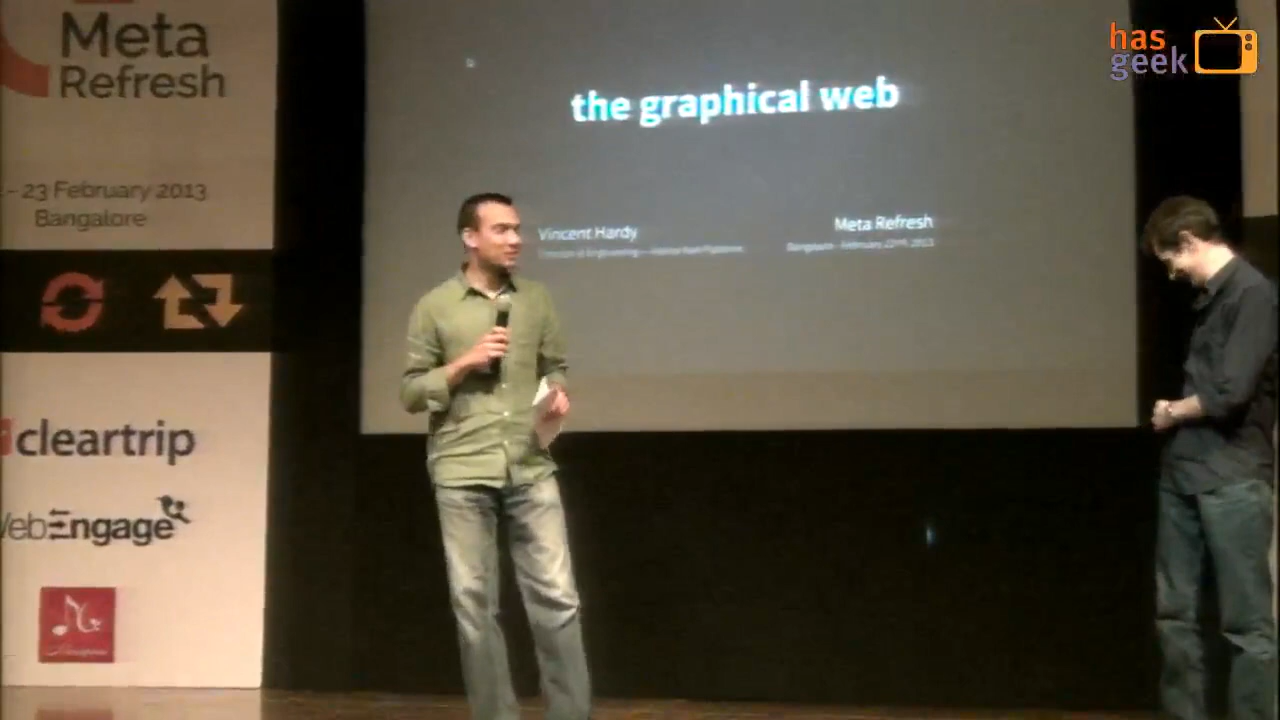 Meta
Refresh
- 23 February 2013
Bangalore
cleartrip
WebEngage
the graphical web
Vincent Hardy
Meta Refresh
has
geek